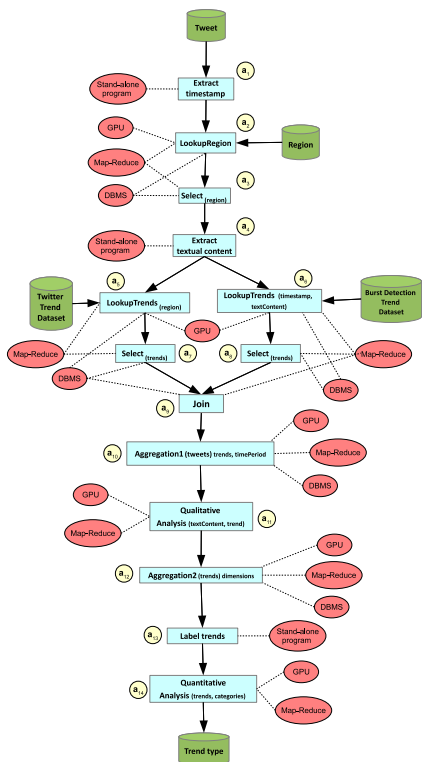 Tweet
a1
Stand-alone
program
Extract
timestamp
a2
GPU
LookupRegion
Region
Map-Reduce
a3
DBMS
Select (region)
a4
Stand-alone
program
Extract
textual content
a5
a6
Twitter
Trend
Dataset
LookupTrends (region)
LookupTrends (timestamp,
textContent)
Burst Detection
Trend
Dataset
GPU
Map-Reduce
Select (trends)
a7
a8
Select (trends)
Map-Reduce
DBMS
DBMS
a9
Join
GPU
a10
Aggregation1 (tweets) trends, timePeriod
Map-Reduce
DBMS
GPU
Map-Reduce
Qualitative
Analysis (textContent, trend)
a11
GPU
a12
Aggregation2 (trends) dimensions
Map-Reduce
DBMS
a13
Label trends
Stand-alone
program
GPU
a14
Quantitative
Analysis (trends, categories)
Map-Reduce
Trend type